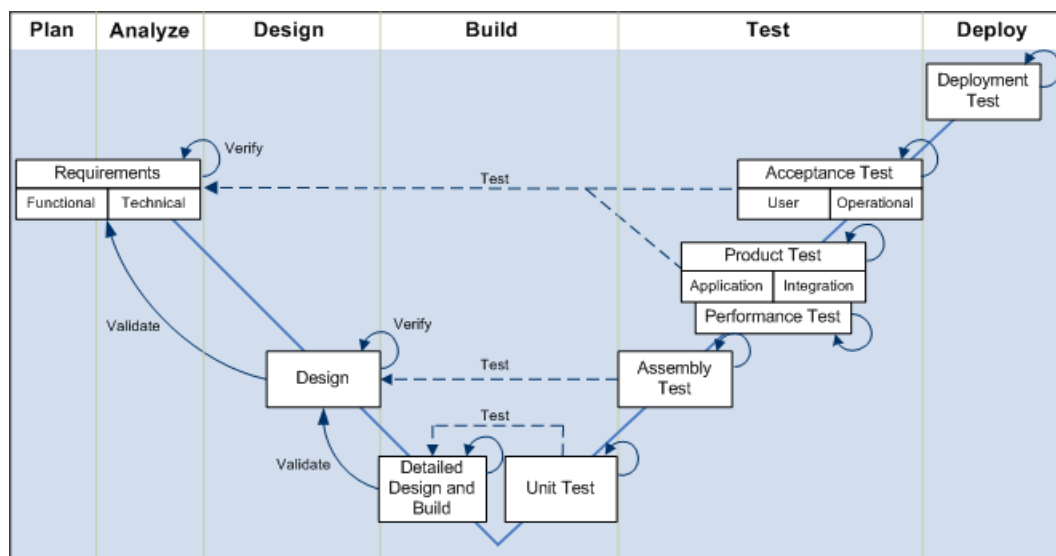 Plan
Analyze
Design
Build
Test
Deploy
Deployment
Test
Verify
Requirements
Functional
Technical
Test
Acceptance Test
User
Operational
Product Test
Application
Integration
Performance Test
Validate
Verify
Design
Test
Assembly
Test
Test
Validate
Detailed
Design and
Build
Unit Test